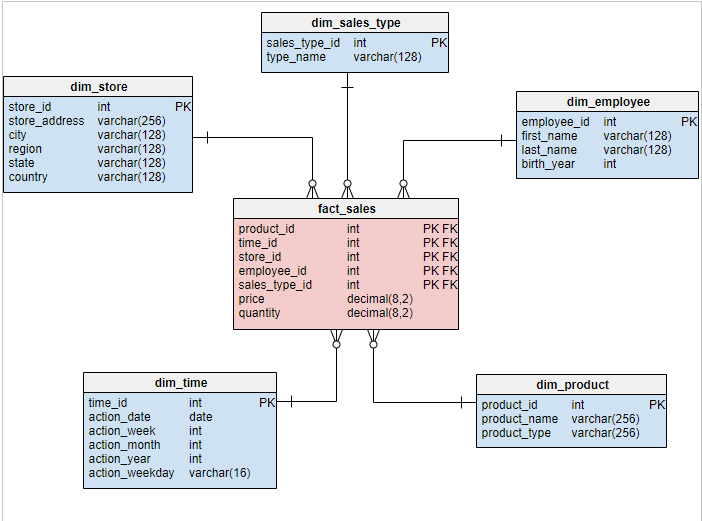 dim_sales_type
sales_type_id int PK
type_name varchar(128)
dim_store
store_id int PK
store_address varchar(256)
city varchar(128)
region varchar(128)
state varchar(128)
country varchar(128)
dim_employee
employee_id int PK
first_name varchar(128)
last_name varchar(128)
birth_year int
fact_sales
product_id int PK FK
time_id int PK FK
store_id int PK FK
employee_id int PK FK
sales_type_id int PK FK
price decimal(8,2)
quantity decimal(8,2)
dim_time
time_id int PK
action_date date
action_week int
action_month int
action_year int
action_weekday varchar(16)
dim_product
product_id int PK
product_name varchar(256)
product_type varchar(256)